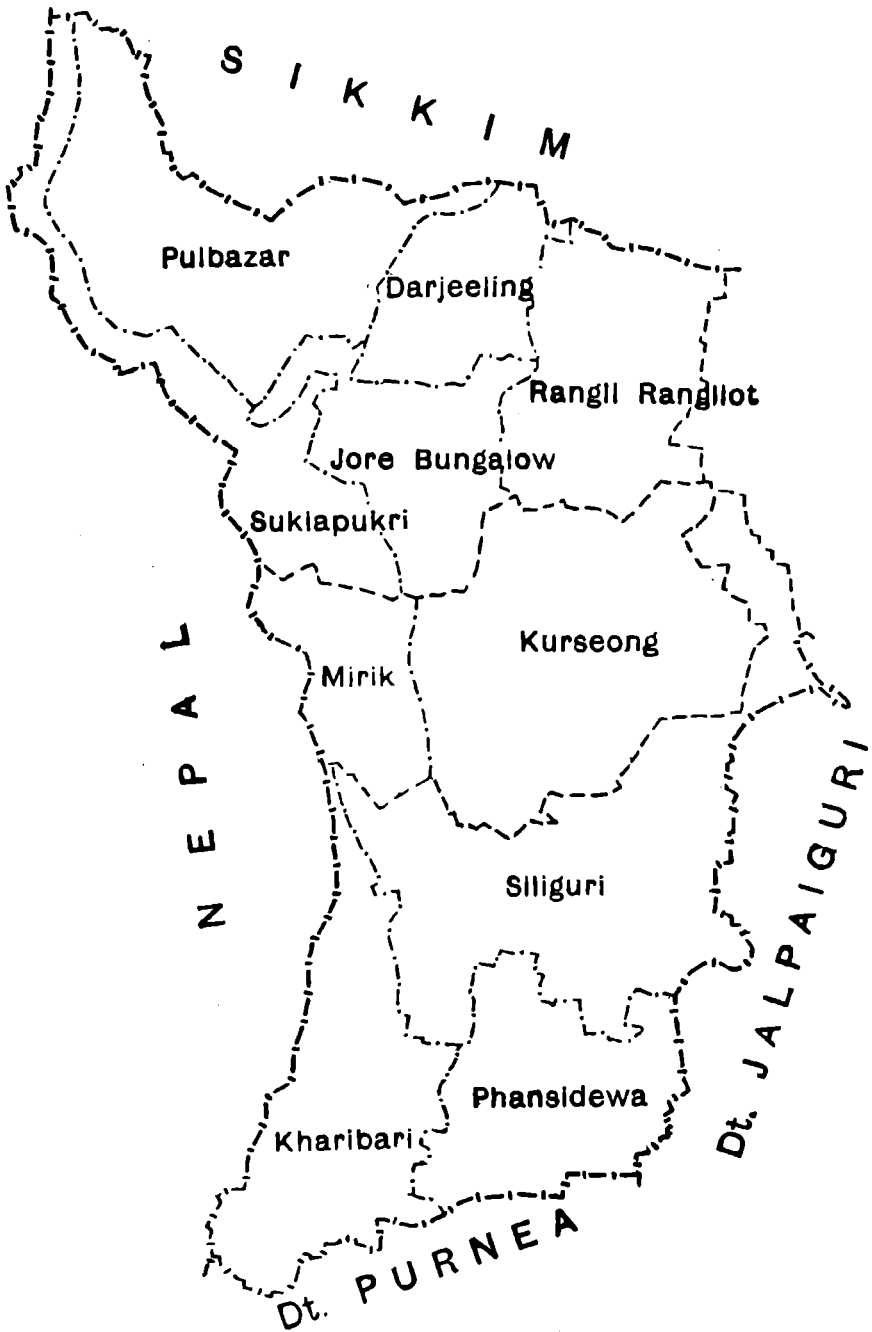 SIKKIM
Pulbazar
Darjeeling
Rangli Rangliot
Jore Bungalow
Sukiapukri
Kurseong
Mirik
NEPAL
Siliguri
Dt. JALPAIGURI
Phansidewa
Kharibari
Dt. PURNEA